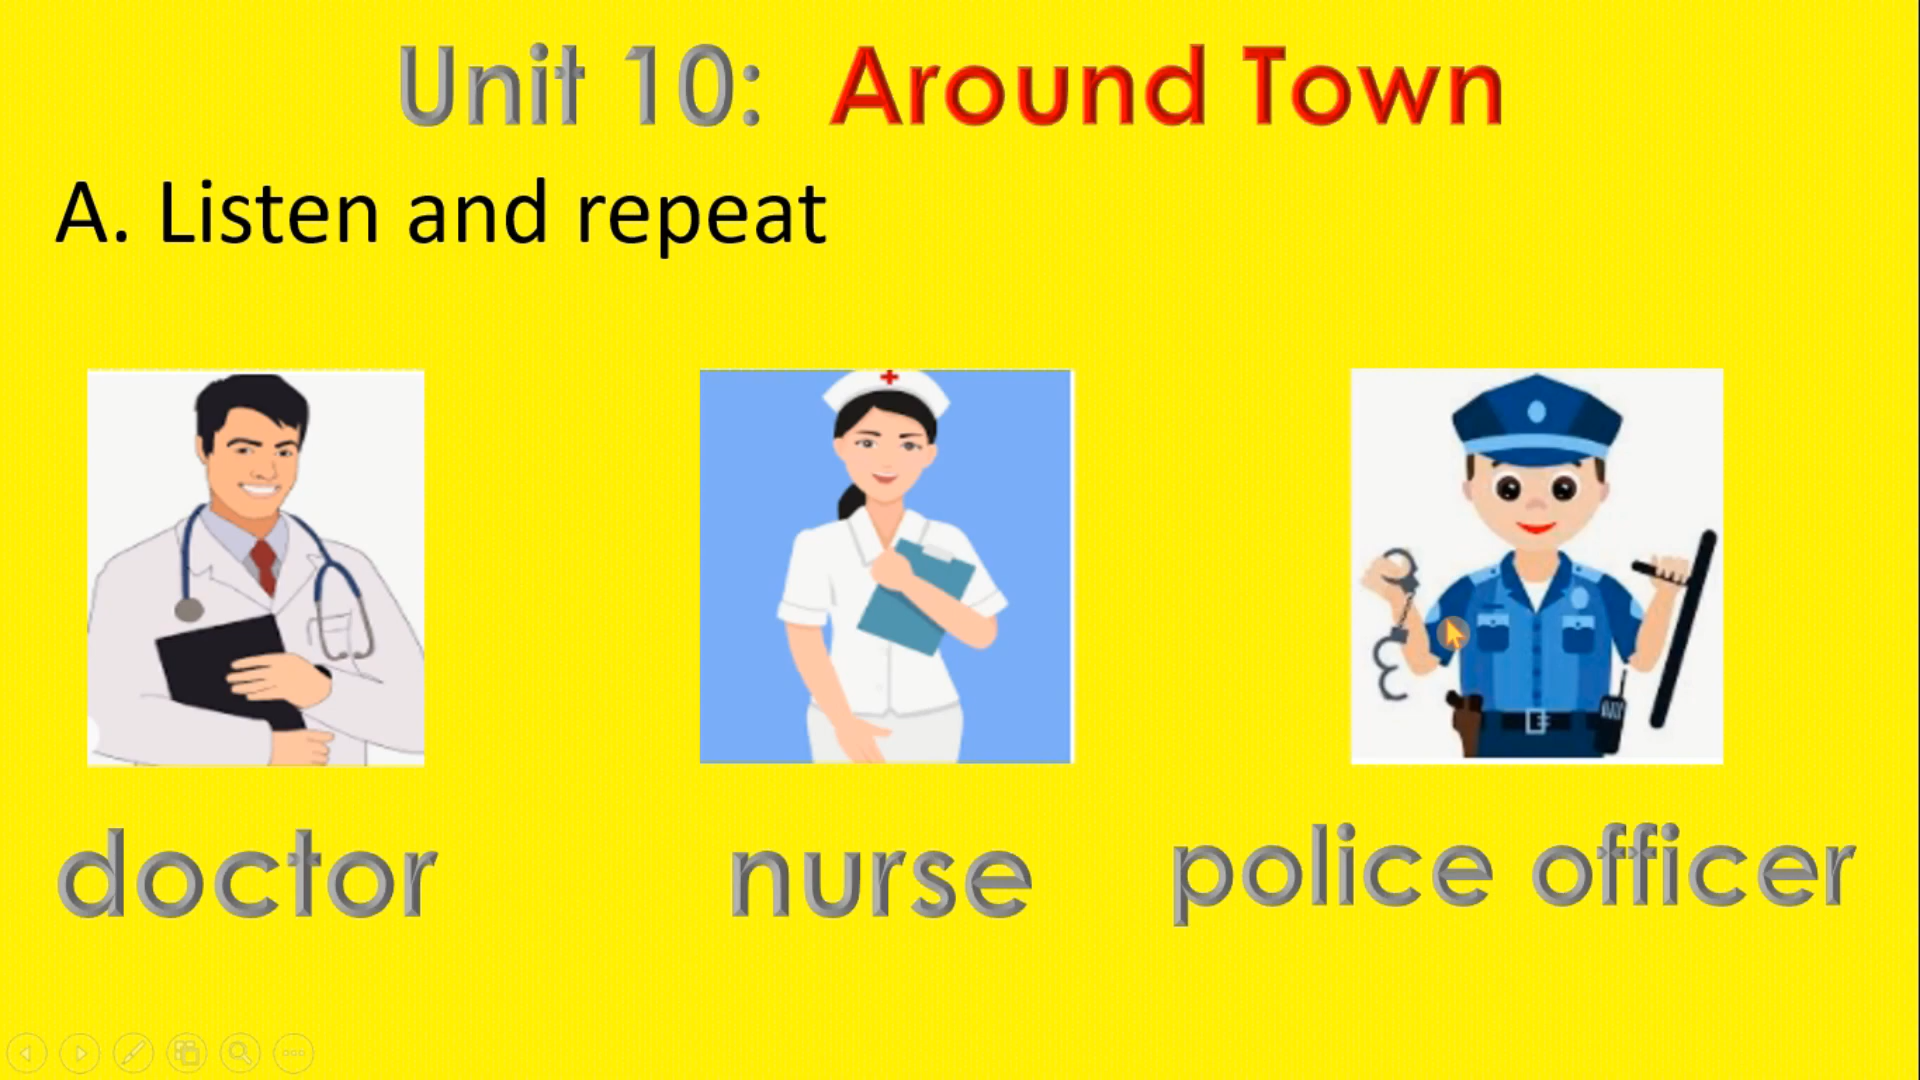 Unit 10: Around Town
A. Listen and repeat
doctor
nurse
police officer